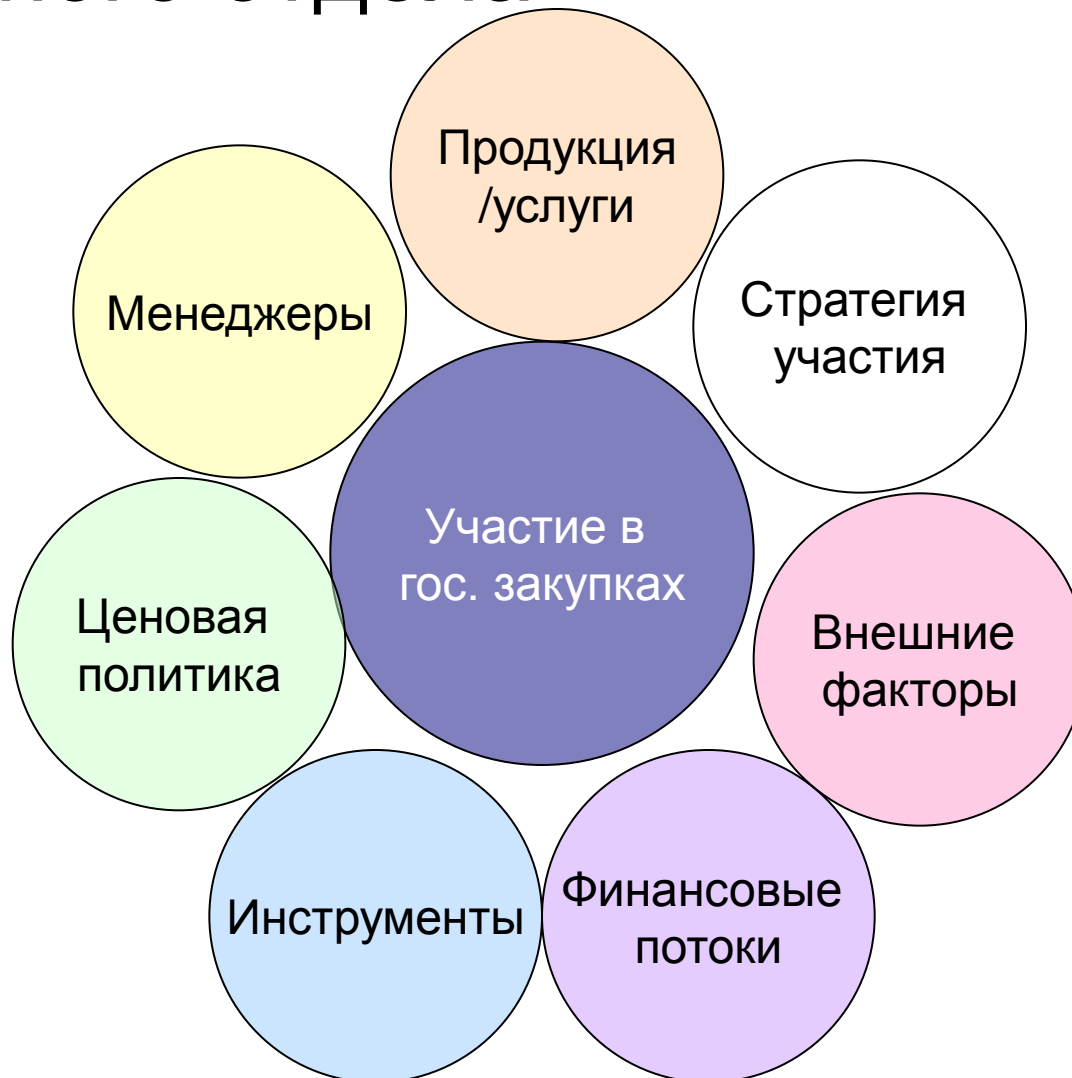 Продукция
/услуги
Менеджеры
Стратегия
участия
Участие в
гос. закупках
Ценовая
политика
Внешние
факторы
Инструменты
Финансовые
потоки